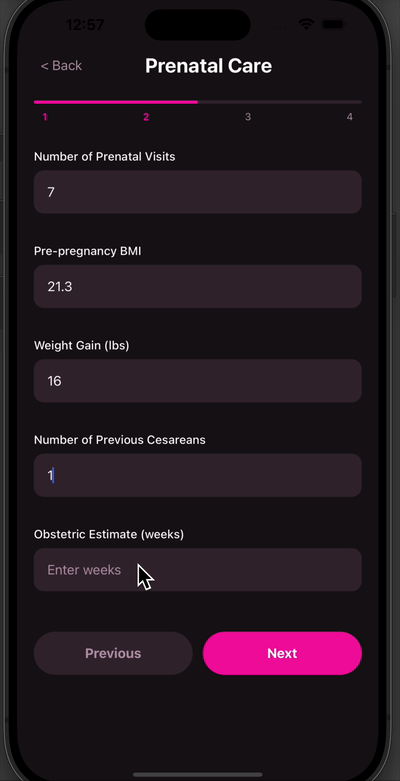 12:57
< Back
Prenatal Care
1 2 3 4
Number of Prenatal Visits
7
Pre-pregnancy BMI
21.3
Weight Gain (lbs)
16
Number of Previous Cesareans
1
Obstetric Estimate (weeks)
Enter weeks
Previous Next